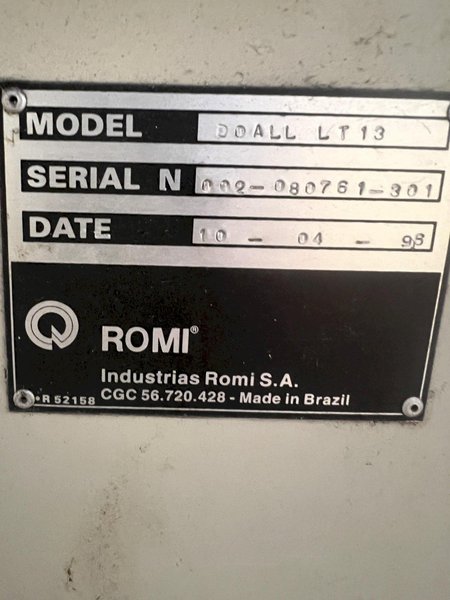 MODEL DOALL LT13
SERIAL N 002-080761-301
DATE 10 - 04 - 98
ROMI®
Industrias Romi S.A.
R 52158 CGC 56.720.428 - Made in Brazil